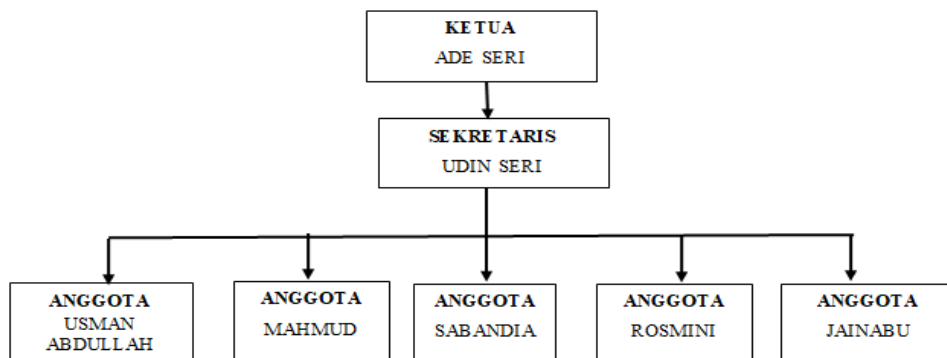 KETUA
ADE SERI
SEKRETARIS
UDIN SERI
ANGGOTA
USMAN
ABDULLAH
ANGGOTA
MAHMUD
ANGGOTA
SABANDIA
ANGGOTA
ROSMINI
ANGGOTA
JAINABU